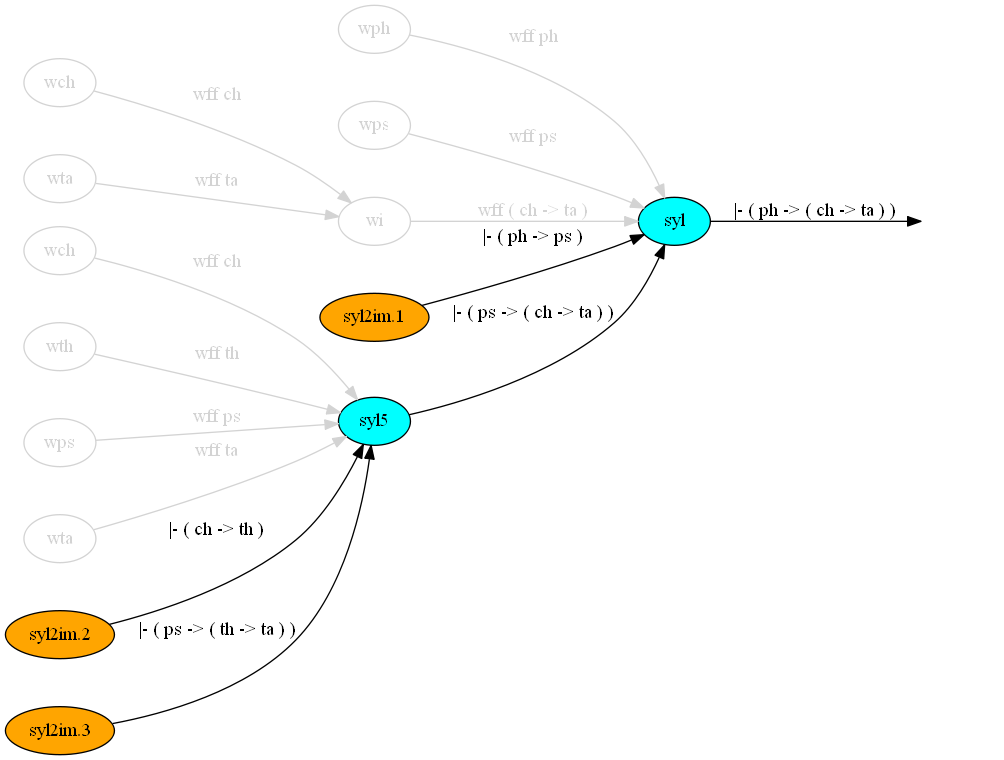 wph
wff ph
wch
wff ch
wps
wff ps
wta
wff ta
wi
wff ( ch -> ta )
syl
|- ( ph -> ( ch -> ta ) )
|- ( ph -> ps )
wch
wff ch
syl2im.1
|- ( ps -> ( ch -> ta ) )
wth
wff th
wff ps
syl5
wps
wff ta
wta
|- ( ch -> th )
syl2im.2
|- ( ps -> ( th -> ta ) )
syl2im.3